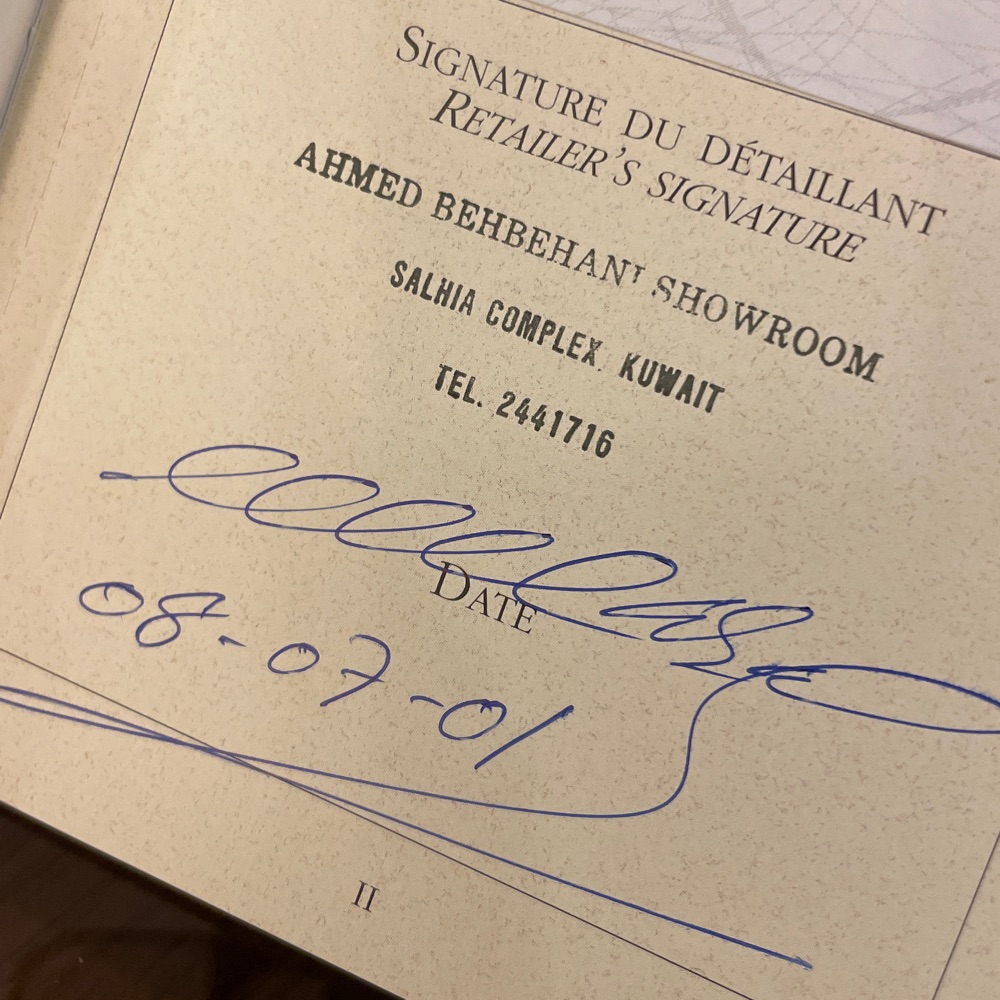 SIGNATURE DU DÉTAILLANT
RETAILER'S SIGNATURE
AHMED BEHBEHANI SHOWROOM
SALHIA COMPLEX KUWAIT
TEL. 2441716
DATE
08-07-01
II